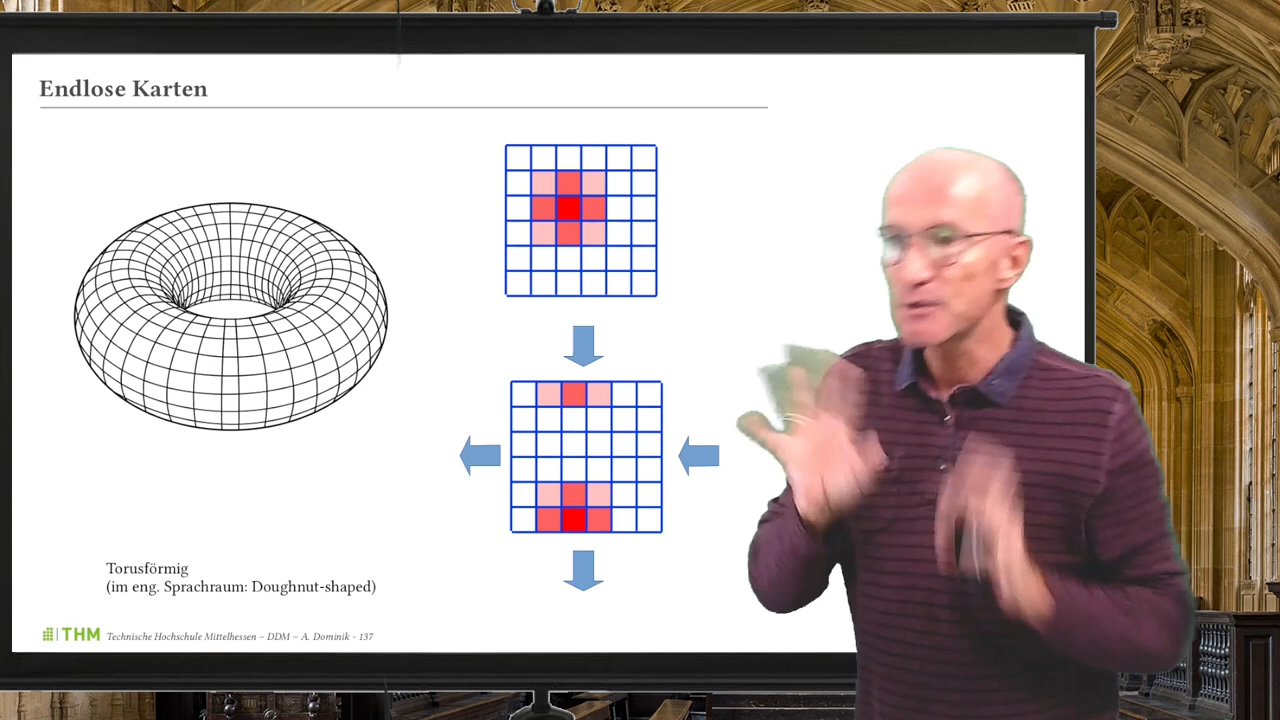 Endlose Karten
Torusförmig
(im eng. Sprachraum: Doughnut-shaped)
THM Technische Hochschule Mittelhessen – DDM – A. Dominik - 137